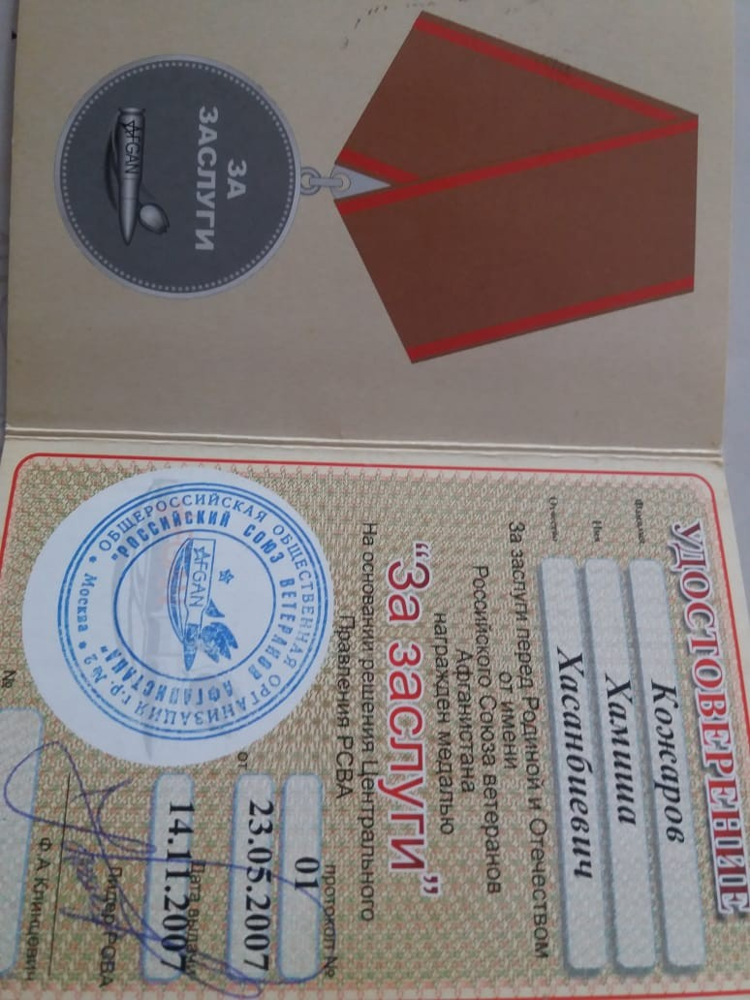 ЗА
ЗАСЛУГИ
AFGAN
УДОСТОВЕРЕНИЕ
Фамилия
Кожаров
Имя
Хамиша
Отчество
Хасанбиевич
За заслуги перед Родиной и Отечеством
от имени
Российского Союза ветеранов
Афганистана
награжден медалью
“За заслуги”
На основании решения Центрального
Правления РСВА
протокол №
01
от
23.05.2007
Дата выдачи
14.11.2007
Лидер РСВА
Ф.А Клинцевич
№
ОБЩЕРОССИЙСКАЯ ОБЩЕСТВЕННАЯ ОРГАНИЗАЦИЯ г.р. № 2
"РОССИЙСКИЙ СОЮЗ ВЕТЕРАНОВ АФГАНИСТАНА"
* Москва *
AFGAN